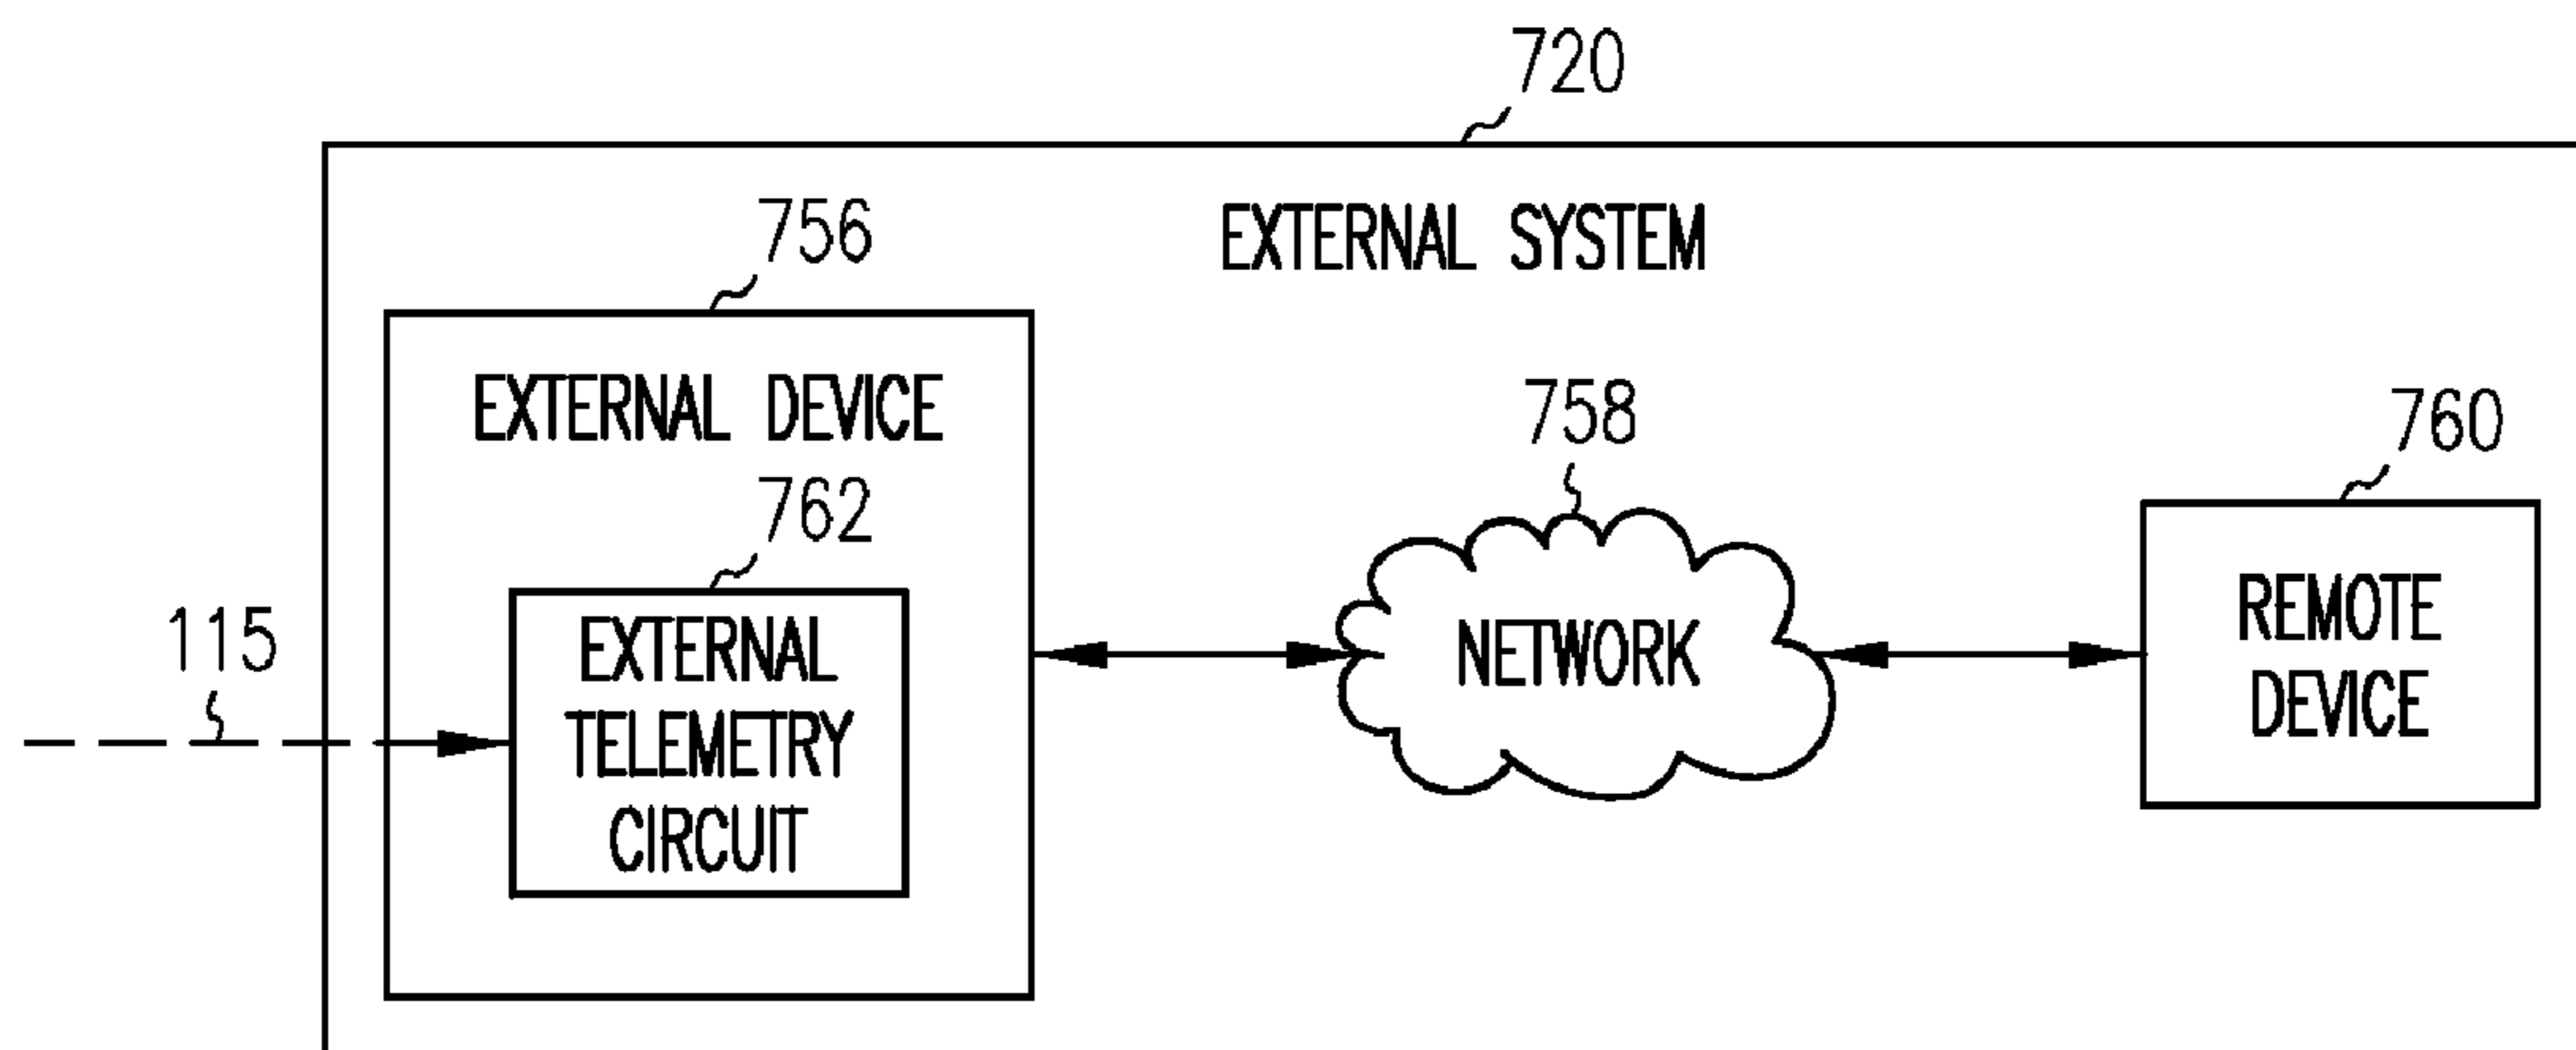 720
EXTERNAL SYSTEM
756
EXTERNAL DEVICE
762
EXTERNAL
TELEMETRY
CIRCUIT
115
758
NETWORK
760
REMOTE
DEVICE